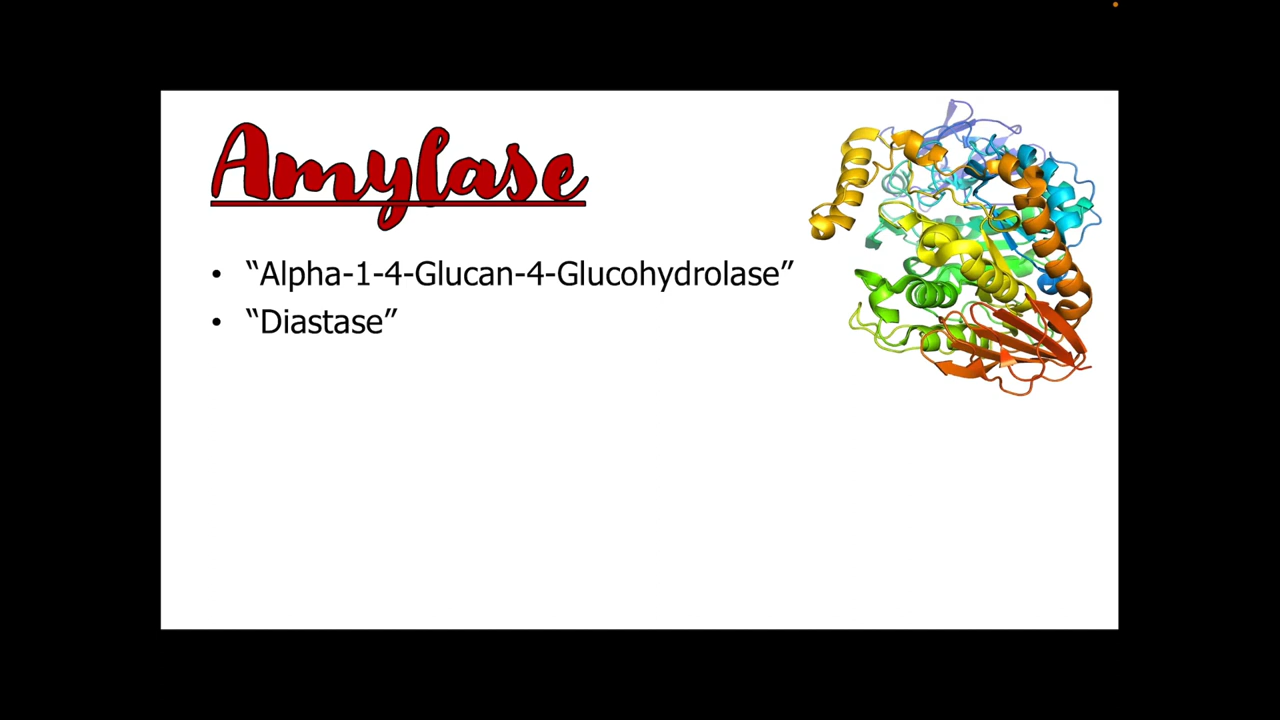 Amylase
• “Alpha-1-4-Glucan-4-Glucohydrolase”
• “Diastase”